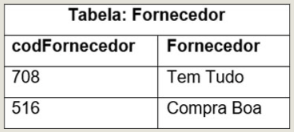 Tabela: Fornecedor
codFornecedor Fornecedor
708 Tem Tudo
516 Compra Boa